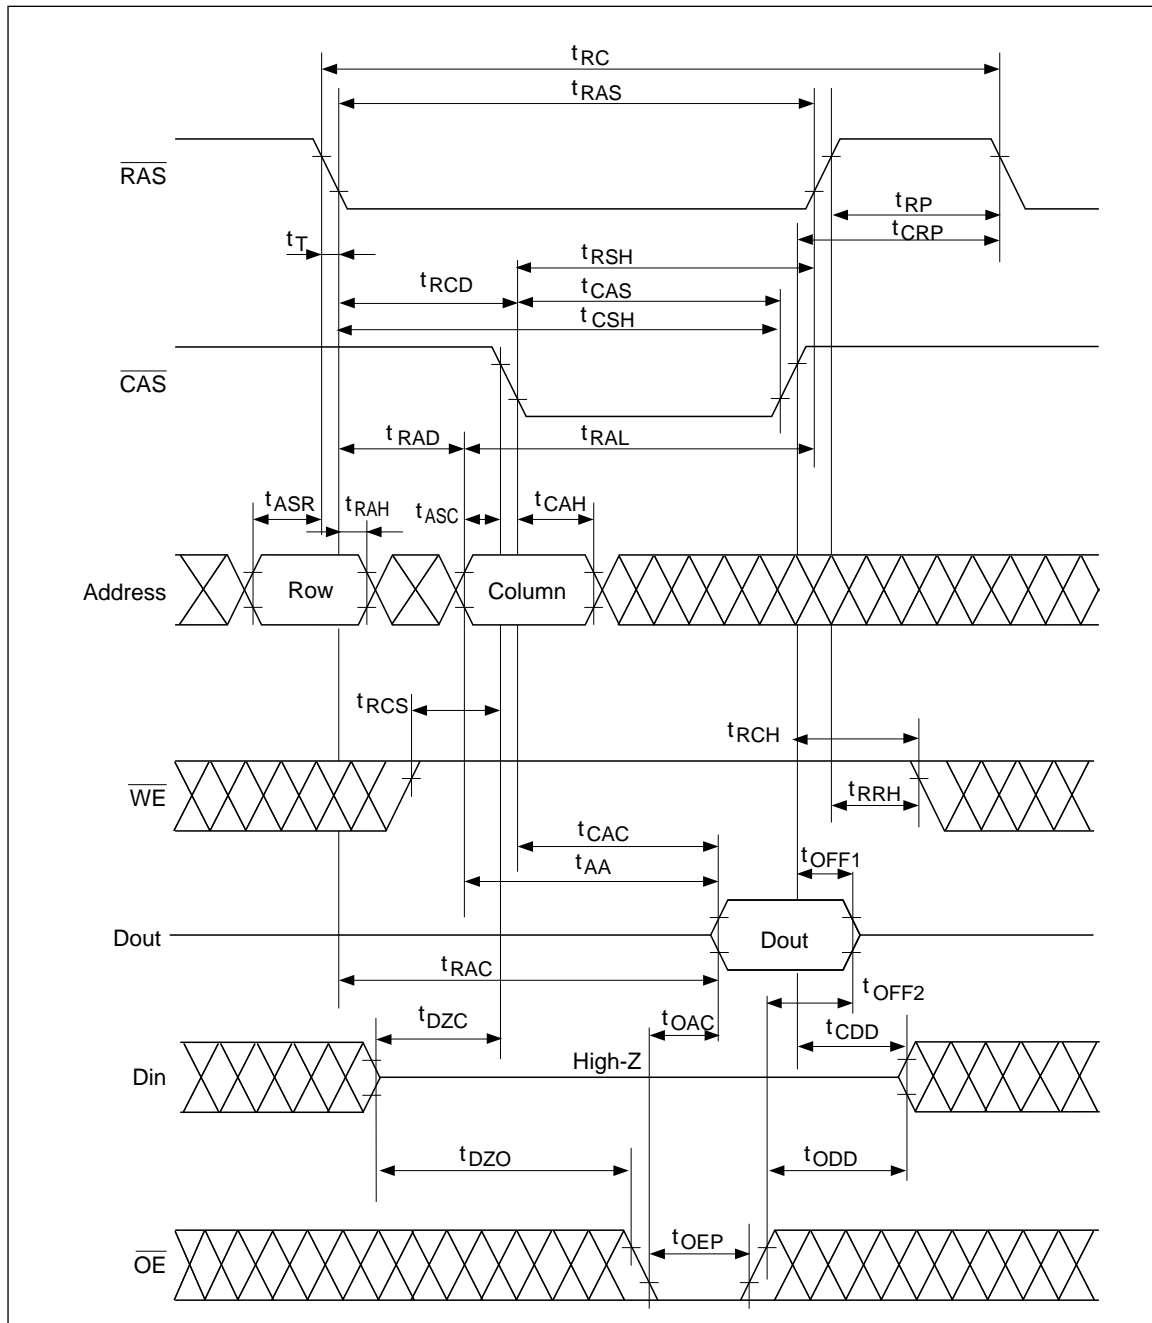 tRC
tRAS
RAS
tRP
tCRP
tT
tRSH
tRCD
tCAS
tCSH
CAS
tRAD
tRAL
tASR
tRAH
tASC
tCAH
Address
Row
Column
tRCS
tRCH
WE
tRRH
tCAC
tOFF1
tAA
Dout
Dout
tRAC
tOFF2
tDZC
tOAC
tCDD
Din
High-Z
tDZO
tODD
tOEP
OE